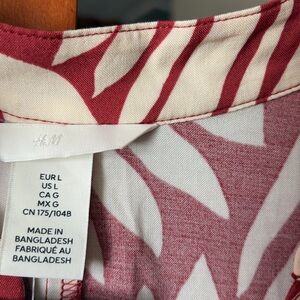 H&M
EUR L
US L
CA G
MX G
CN 175/104B
MADE IN
BANGLADESH
FABRIQUÉ AU
BANGLADESH